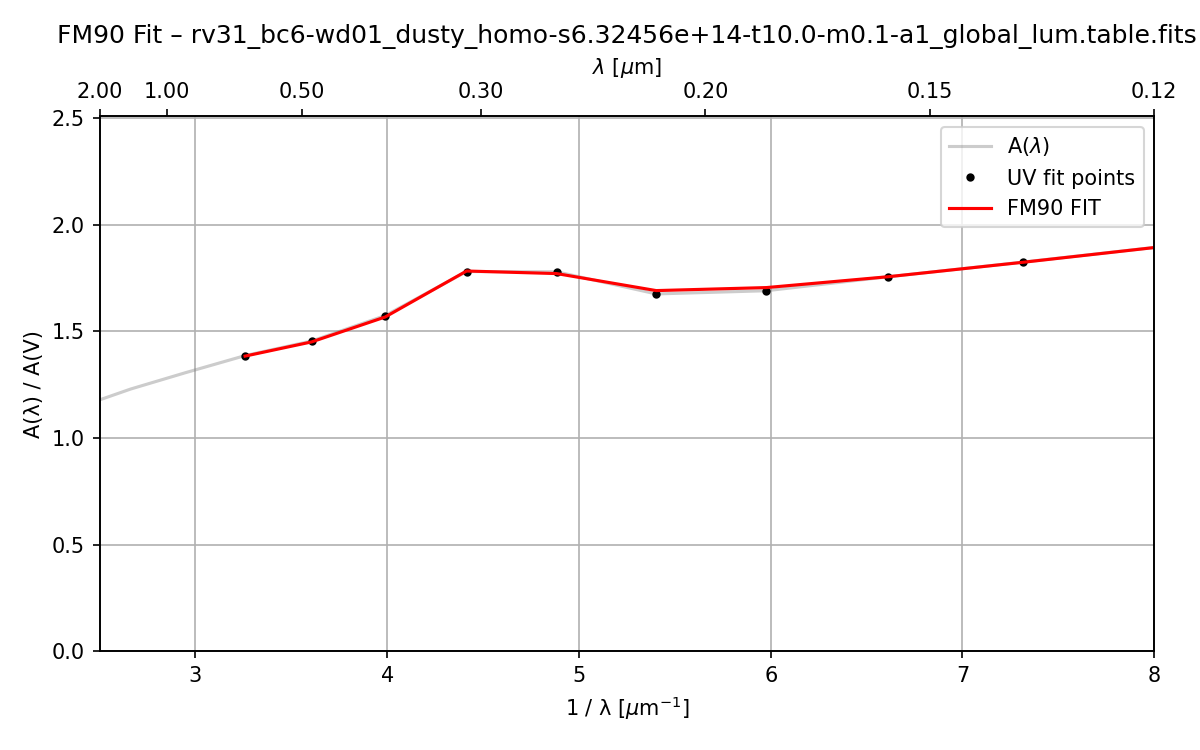 FM90 Fit – rv31_bc6-wd01_dusty_homo-s6.32456e+14-t10.0-m0.1-a1_global_lum.table.fits
λ [μm]
2.00 1.00 0.50 0.30 0.20 0.15 0.12
A(λ)
UV fit points
FM90 FIT
A(λ) / A(V)
2.5
2.0
1.5
1.0
0.5
0.0
3 4 5 6 7 8
1 / λ [μm⁻¹]